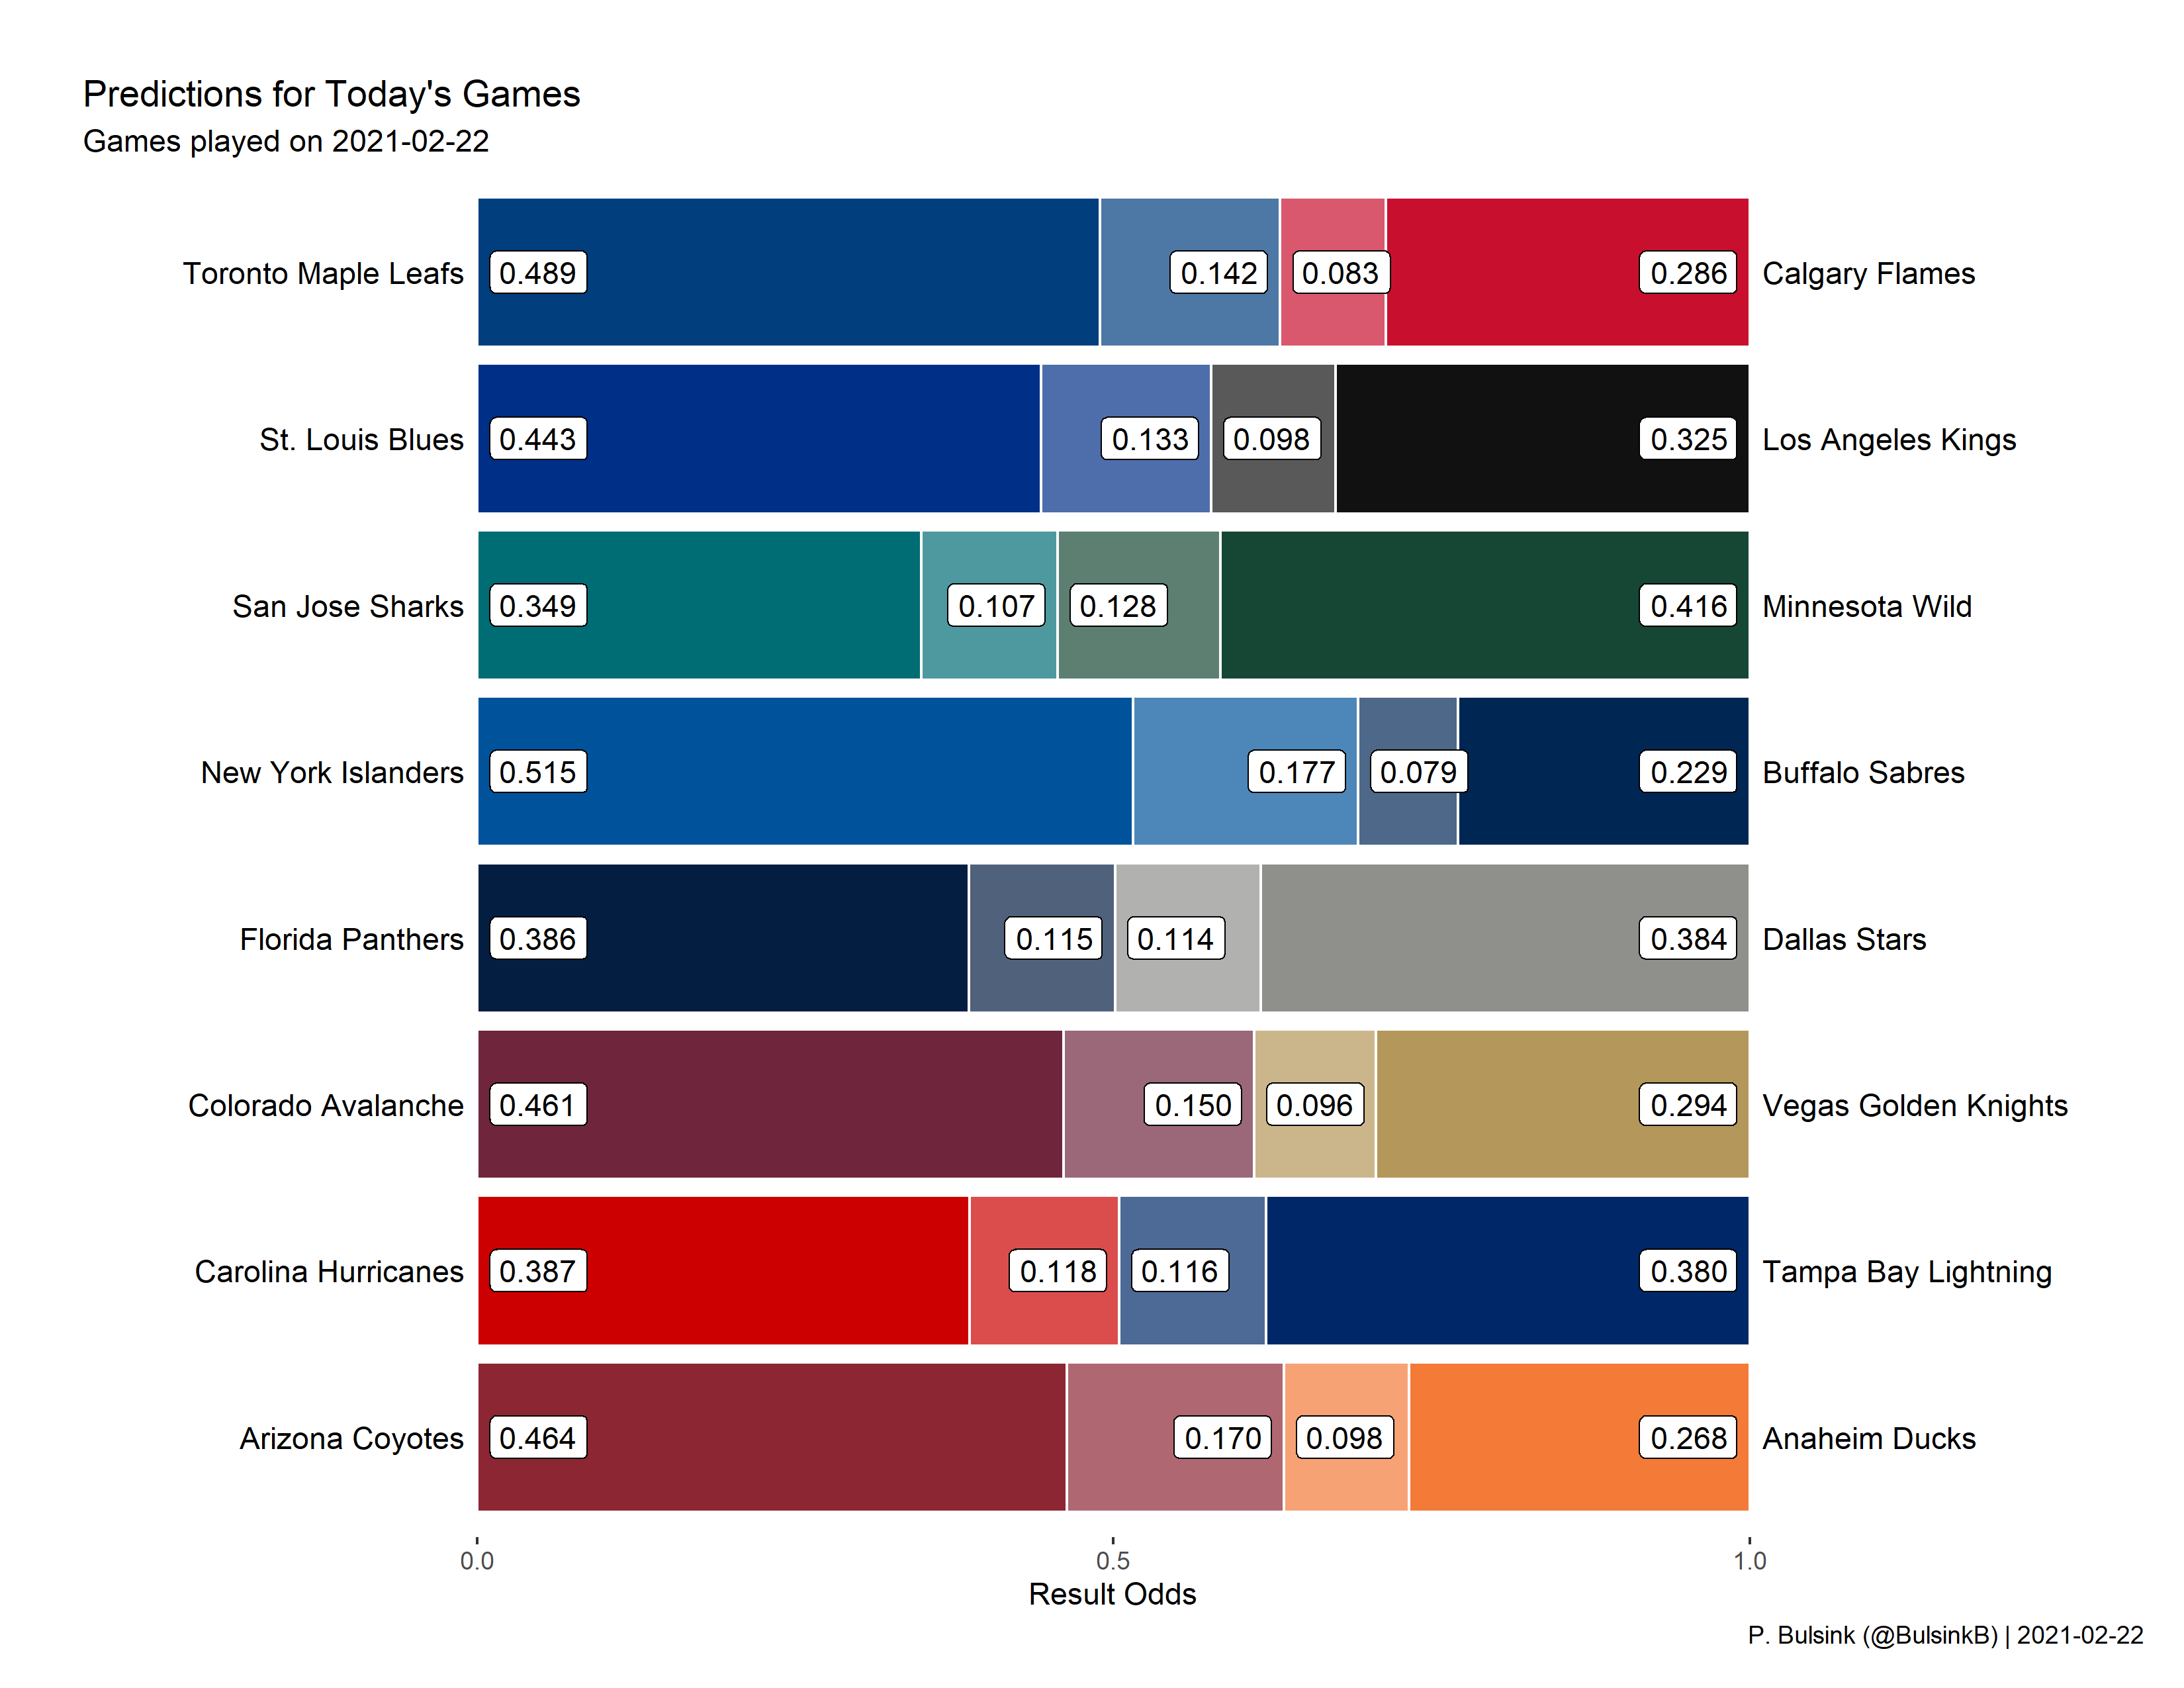 Predictions for Today's Games
Games played on 2021-02-22
Toronto Maple Leafs 0.489 0.142 0.083 0.286 Calgary Flames
St. Louis Blues 0.443 0.133 0.098 0.325 Los Angeles Kings
San Jose Sharks 0.349 0.107 0.128 0.416 Minnesota Wild
New York Islanders 0.515 0.177 0.079 0.229 Buffalo Sabres
Florida Panthers 0.386 0.115 0.114 0.384 Dallas Stars
Colorado Avalanche 0.461 0.150 0.096 0.294 Vegas Golden Knights
Carolina Hurricanes 0.387 0.118 0.116 0.380 Tampa Bay Lightning
Arizona Coyotes 0.464 0.170 0.098 0.268 Anaheim Ducks
0.0 0.5 1.0
Result Odds
P. Bulsink (@BulsinkB) | 2021-02-22